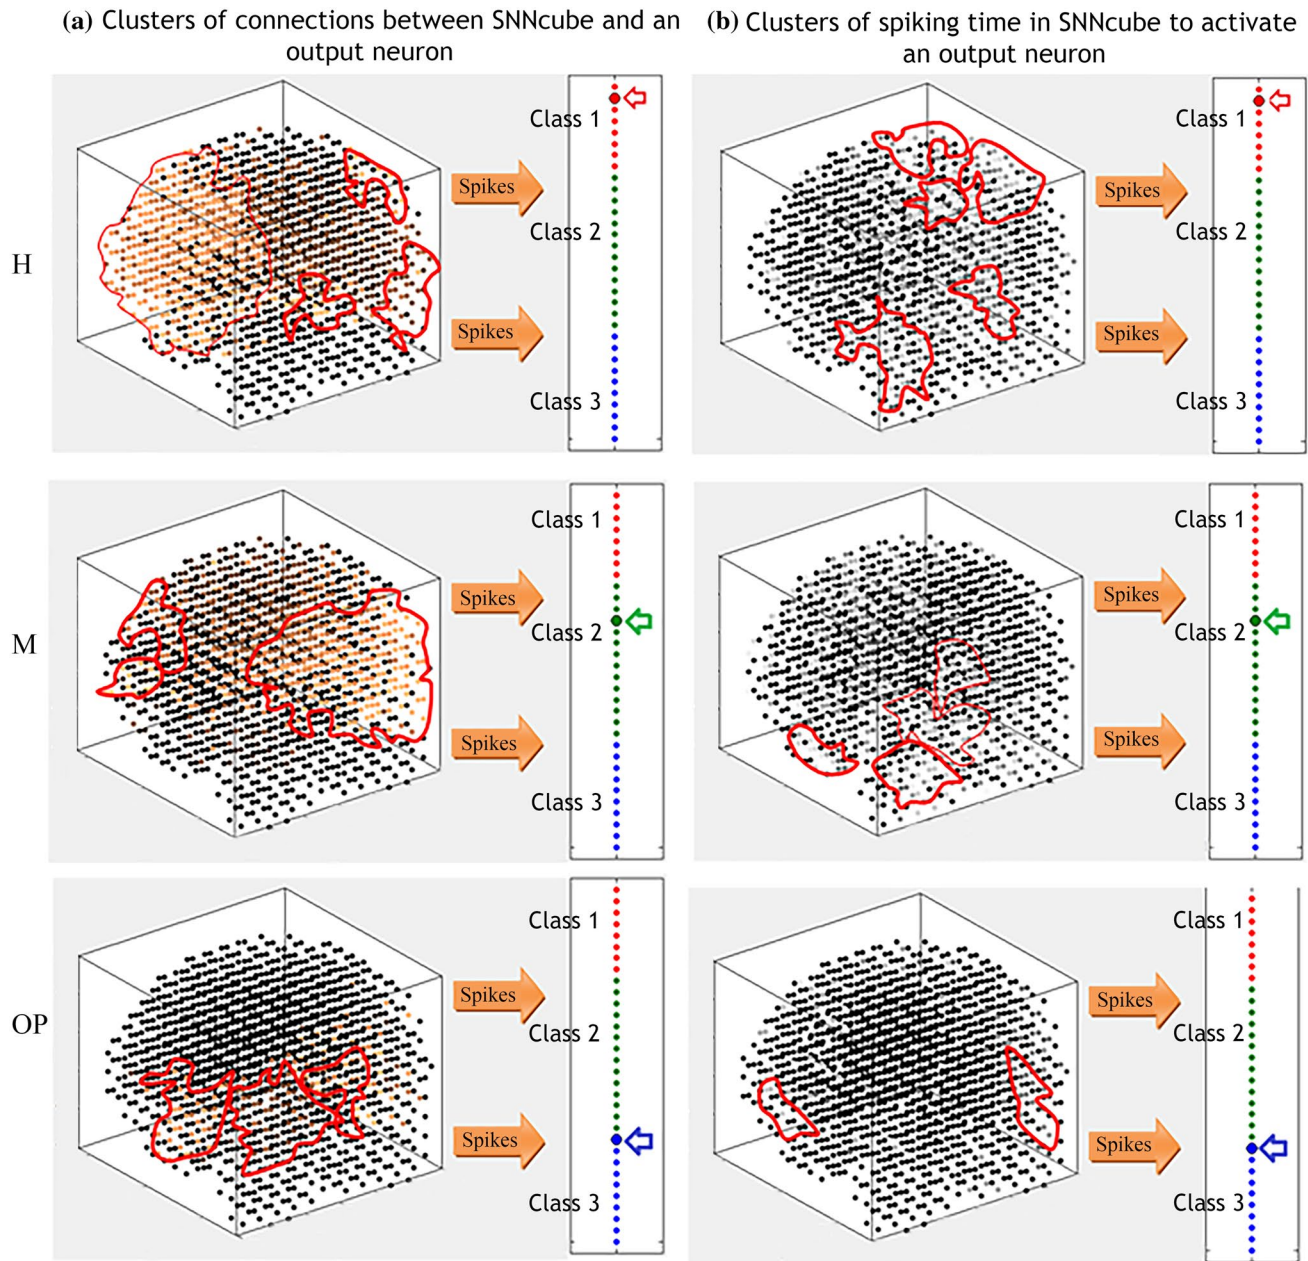 (a) Clusters of connections between SNNcube and an
output neuron
(b) Clusters of spiking time in SNNcube to activate
an output neuron
H
Spikes
Spikes
Class 1
Class 2
Class 3
Spikes
Spikes
Class 1
Class 2
Class 3
M
Spikes
Spikes
Class 1
Class 2
Class 3
Spikes
Spikes
Class 1
Class 2
Class 3
OP
Spikes
Spikes
Class 1
Class 2
Class 3
Spikes
Spikes
Class 1
Class 2
Class 3